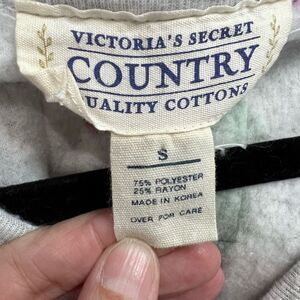 VICTORIA'S SECRET
COUNTRY
UALITY COTTONS
S
75% POLYESTER
25% RAYON
MADE IN KOREA
OVER FOR CARE